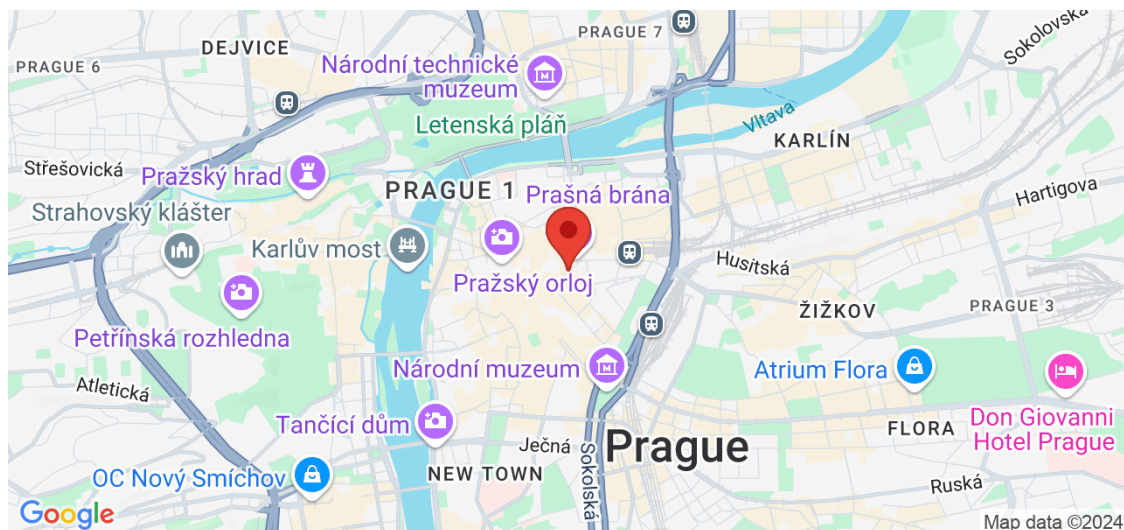 PRAGUE 7
Sokolovská
DEJVICE
PRAGUE 6
Národní technické
muzeum
Letenská pláň
Vltava
KARLÍN
Střešovická
Pražský hrad
PRAGUE 1
Prašná brána
Hartigova
Strahovský klášter
Karlův most
Pražský orloj
Husitská
ŽIŽKOV
PRAGUE 3
Petřínská rozhledna
Národní muzeum
Atrium Flora
Atletická
Tančící dům
Ječná
Prague
FLORA
Don Giovanni
Hotel Prague
OC Nový Smíchov
NEW TOWN
Sokolská
Ruská
Google
Map data ©2024